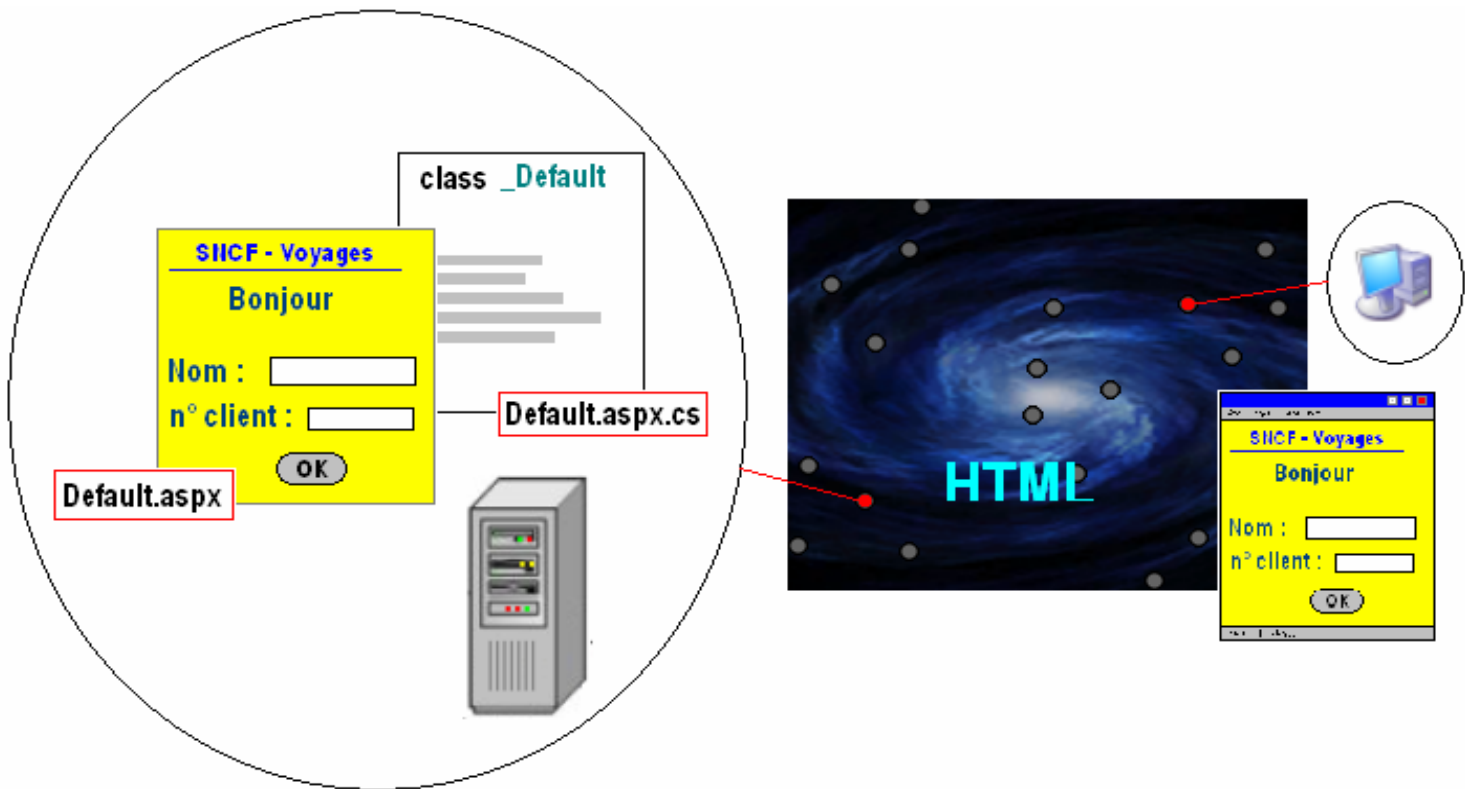 class _Default
SNCF - Voyages
Bonjour
Nom :
n° client :
OK
Default.aspx
Default.aspx.cs
HTML
SNCF - Voyages
Bonjour
Nom :
n° client :
OK